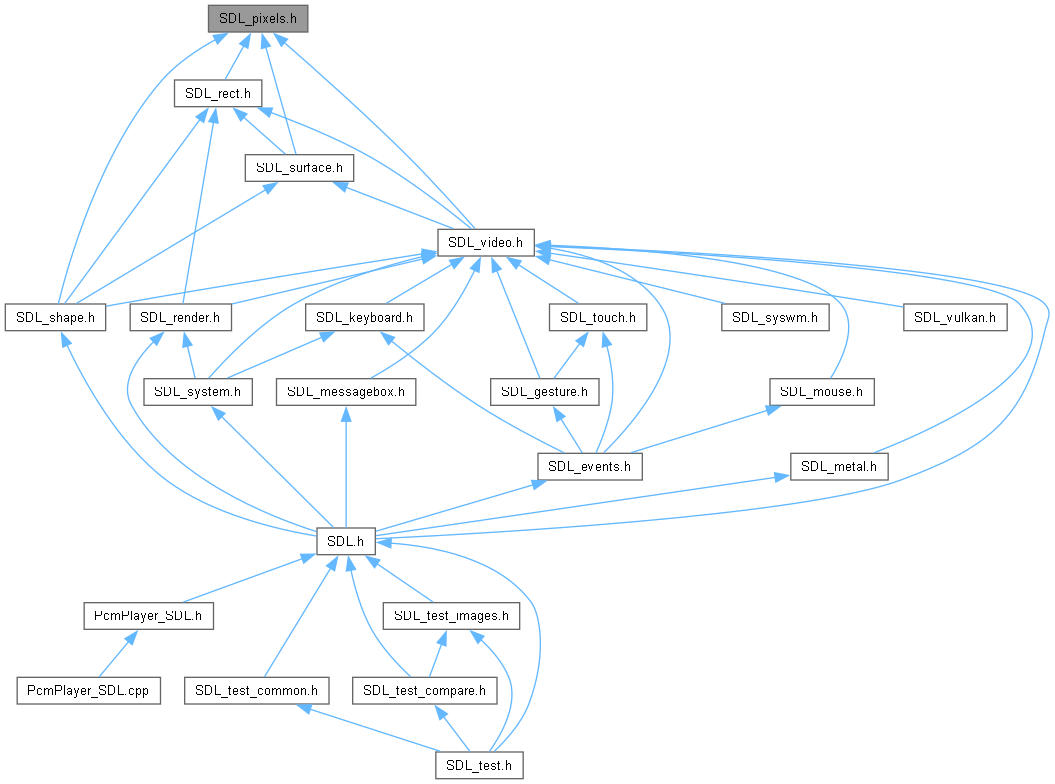 SDL_pixels.h
SDL_rect.h
SDL_surface.h
SDL_video.h
SDL_shape.h
SDL_render.h
SDL_keyboard.h
SDL_touch.h
SDL_syswm.h
SDL_vulkan.h
SDL_system.h
SDL_messagebox.h
SDL_gesture.h
SDL_mouse.h
SDL_events.h
SDL_metal.h
SDL.h
PcmPlayer_SDL.h
SDL_test_images.h
PcmPlayer_SDL.cpp
SDL_test_common.h
SDL_test_compare.h
SDL_test.h